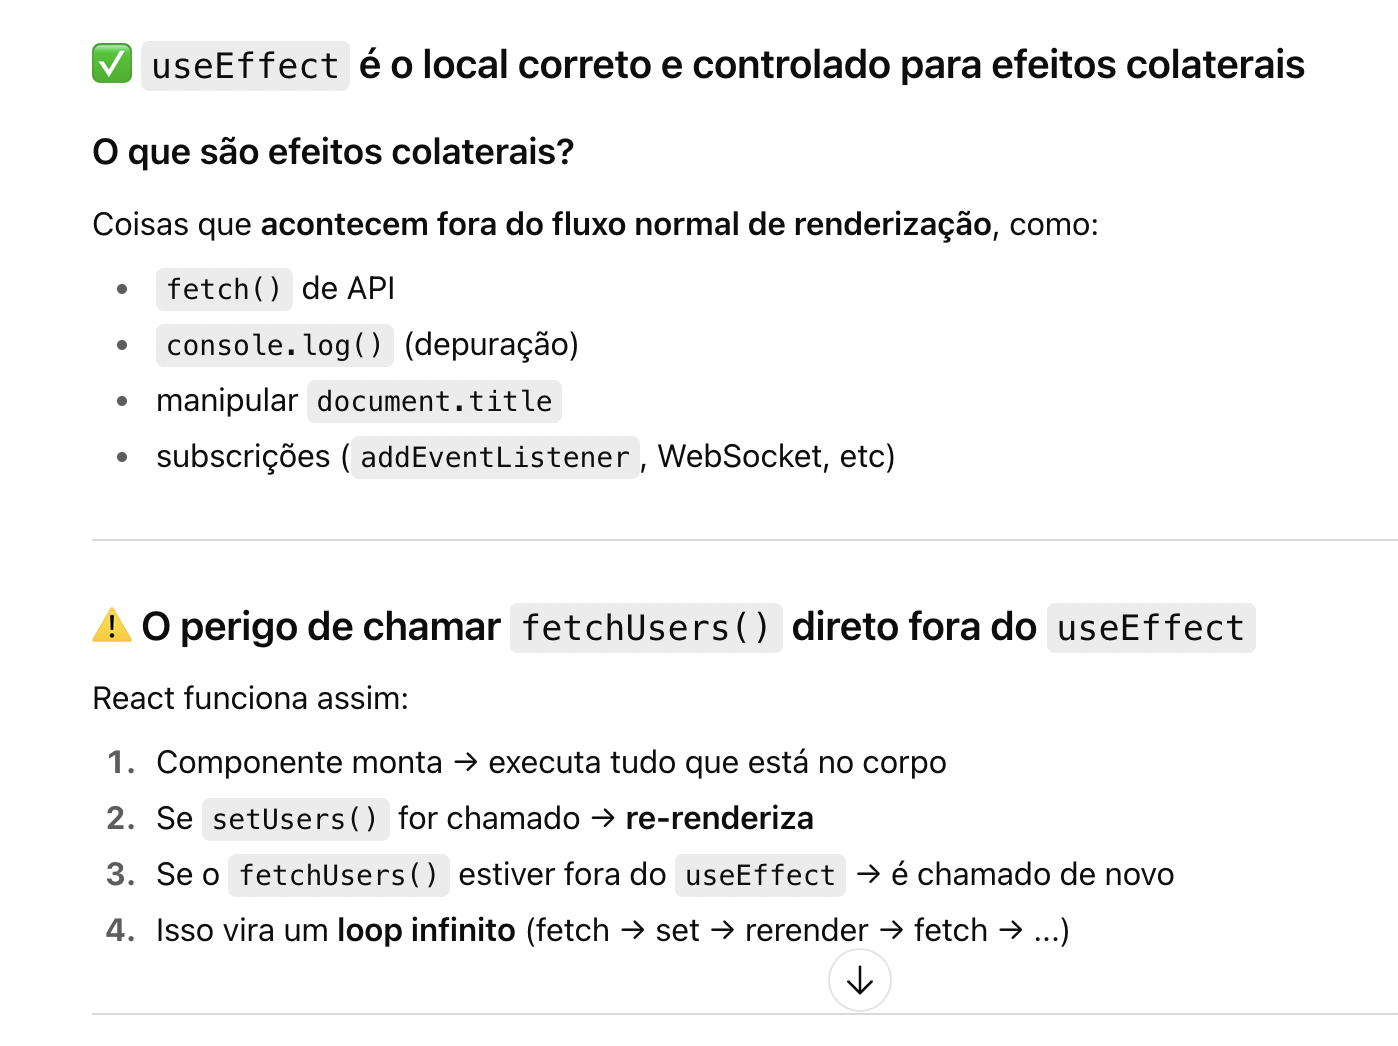 ✅ useEffect é o local correto e controlado para efeitos colaterais
O que são efeitos colaterais?
Coisas que acontecem fora do fluxo normal de renderização, como:
• fetch() de API
• console.log() (depuração)
• manipular document.title
• subscrições (addEventListener, WebSocket, etc)
⚠️ O perigo de chamar fetchUsers() direto fora do useEffect
React funciona assim:
1. Componente monta → executa tudo que está no corpo
2. Se setUsers() for chamado → re-renderiza
3. Se o fetchUsers() estiver fora do useEffect → é chamado de novo
4. Isso vira um loop infinito (fetch → set → rerender → fetch → ...)